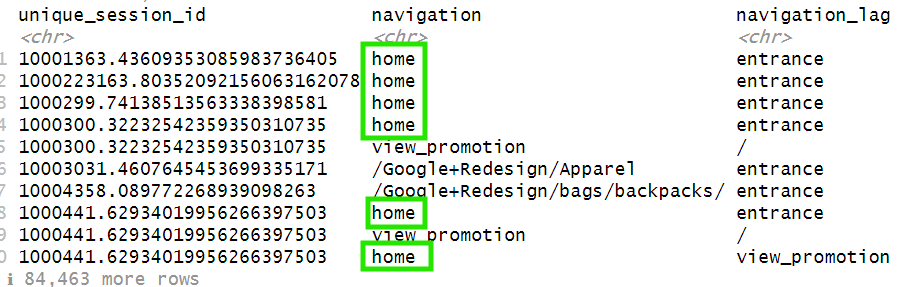 unique_session_id navigation navigation_lag
<chr> <chr> <chr>
1 10001363.43609353085983736405 home entrance
2 1000223163.80352092156063162078 home entrance
3 1000299.74138513563338398581 home entrance
4 1000300.32232542359350310735 home entrance
5 1000300.32232542359350310735 view_promotion /
6 10003031.4607645453699335171 /Google+Redesign/Apparel entrance
7 10004358.089772268939098263 /Google+Redesign/bags/backpacks/ entrance
8 1000441.62934019956266397503 home entrance
9 1000441.62934019956266397503 view_promotion /
0 1000441.62934019956266397503 home view_promotion
ℹ 84,463 more rows